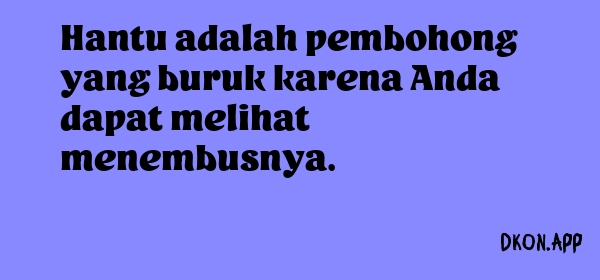 Hantu adalah pembohong
yang buruk karena Anda
dapat melihat
menembusnya.
DKON.APP